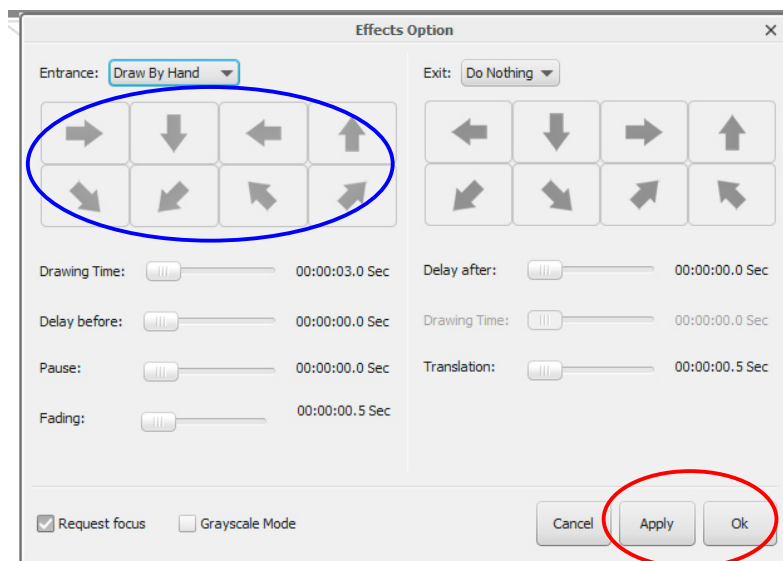 Effects Option
Entrance: Draw By Hand
Exit: Do Nothing
Drawing Time: 00:00:03.0 Sec
Delay after: 00:00:00.0 Sec
Delay before: 00:00:00.0 Sec
Drawing Time: 00:00:00.0 Sec
Pause: 00:00:00.0 Sec
Translation: 00:00:00.5 Sec
Fading: 00:00:00.5 Sec
Request focus
Grayscale Mode
Cancel
Apply
Ok